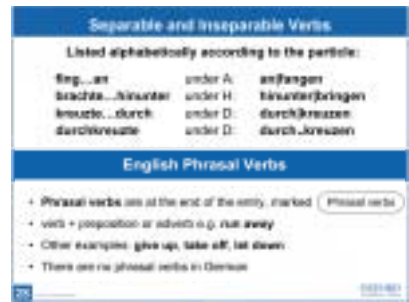 Separable and Inseparable Verbs
Listed alphabetically according to the particle:
fing...an under A: an|fangen
brachte...hinunter under H: hinunter|bringen
kreuzte...durch under D: durch|kreuzen
durchkreuzte under D: durch..kreuzen
English Phrasal Verbs
• Phrasal verbs are at the end of the entry, marked Phrasal verbs
• verb + preposition or adverb e.g. run away
• Other examples: give up, take off, let down
• There are no phrasal verbs in German
OXFORD